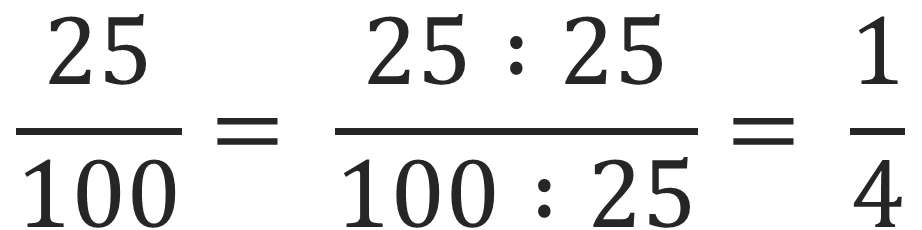 25/100 = 25 : 25/100 : 25 = 1/4